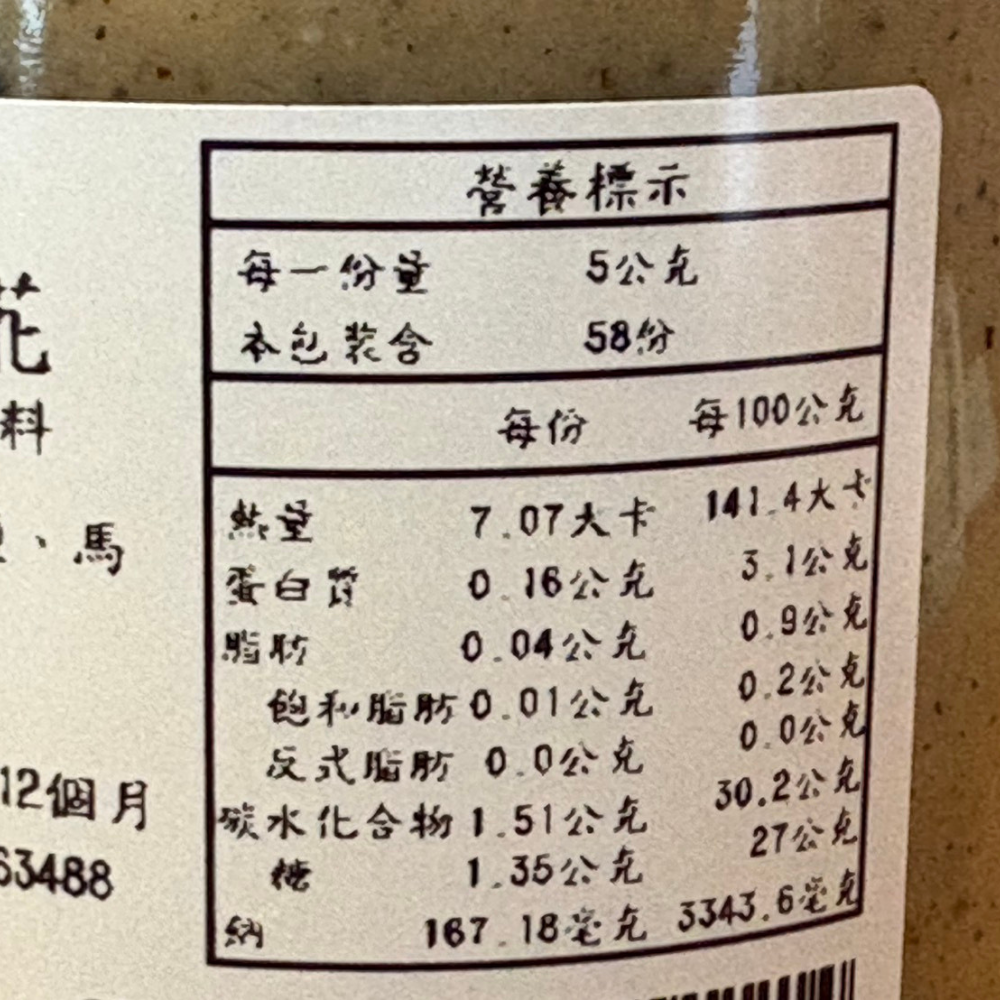 花
料
、馬
12個月
63488
營養標示
每一份量 5公克
本包裝含 58份
每份 每100公克
熱量 7.07大卡 141.4大卡
蛋白質 0.16公克 3.1公克
脂肪 0.04公克 0.9公克
飽和脂肪 0.01公克 0.2公克
反式脂肪 0.0公克 0.0公克
碳水化合物 1.51公克 30.2公克
糖 1.35公克 27公克
納 167.18毫克 3343.6毫克